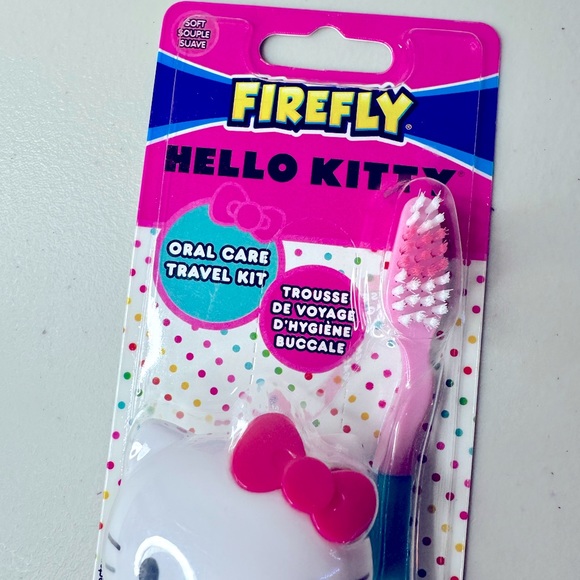 SOFT
SOUPLE
SUAVE
FIREFLY®
HELLO KITTY
ORAL CARE
TRAVEL KIT
TROUSSE
DE VOYAGE
D'HYGIÈNE
BUCCALE